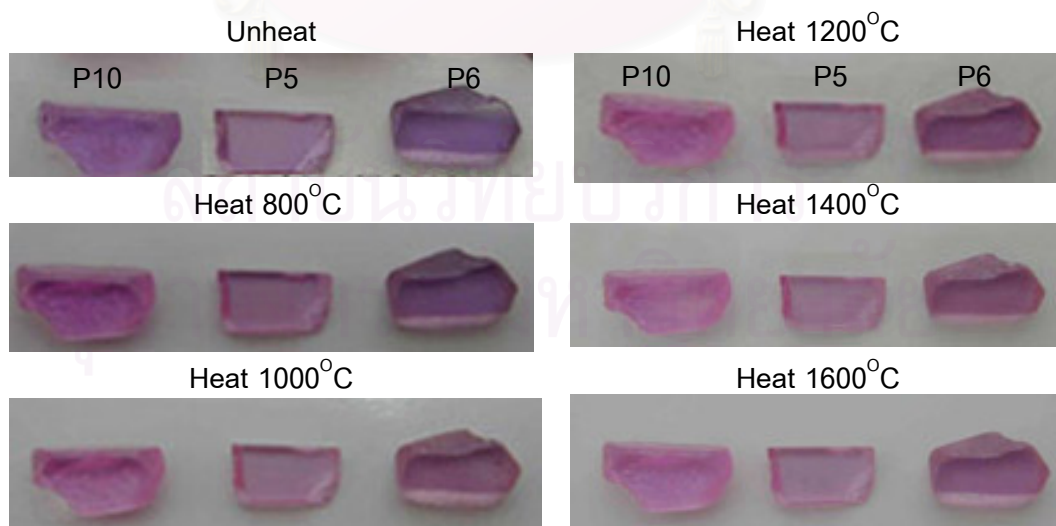 Unheat
P10 P5 P6
Heat 800°C
Heat 1000°C
Heat 1200°C
P10 P5 P6
Heat 1400°C
Heat 1600°C